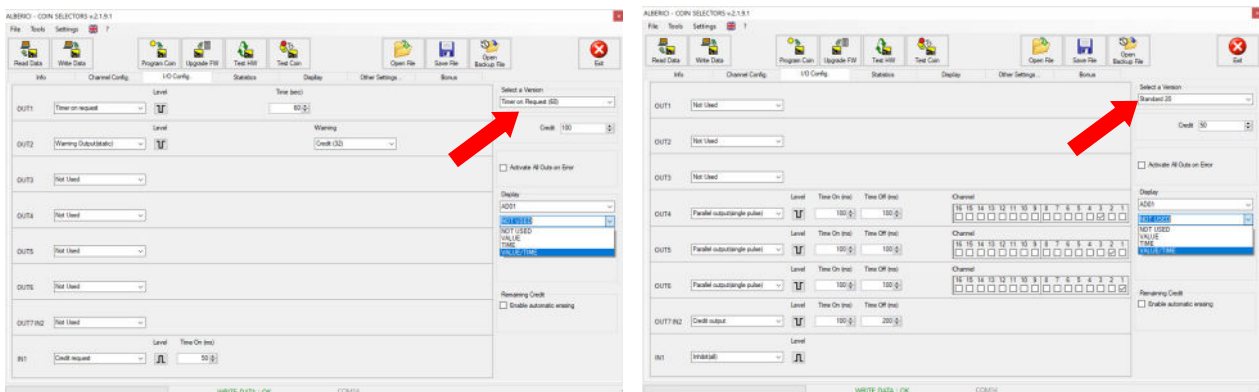 ALBERICI - COIN SELECTORS v.2.1.9.1
File Tools Settings ?
Read Data Write Data Program Coin Upgrade FW Test HW Test Coin Open File Save File Open Backup File Exit
Info Channel Config. I/O Config. Statistics Display Other Settings... Bonus
Level Time (sec)
OUT1 Timer on request 60
Level Warning
OUT2 Warning Output(static) Credit (32)
OUT3 Not Used
OUT4 Not Used
OUT5 Not Used
OUT6 Not Used
OUT7 IN2 Not Used
Level Time On (ms)
IN1 Credit request 50
Select a Version
Timer on Request (60)
Credit 100
Activate All Outs on Error
Display
AD01
NOT USED
NOT USED
VALUE
TIME
VALUE/TIME
Remaining Credit
Enable automatic erasing
WRITE DATA : OK
ALBERICI - COIN SELECTORS v.2.1.9.1
File Tools Settings ?
Read Data Write Data Program Coin Upgrade FW Test HW Test Coin Open File Save File Open Backup File Exit
Info Channel Config. I/O Config. Statistics Display Other Settings... Bonus
OUT1 Not Used
OUT2 Not Used
OUT3 Not Used
Level Time On (ms) Time Off (ms) Channel
OUT4 Parallel output(single pulse) 100 100 16 15 14 13 12 11 10 9 8 7 6 5 4 3 2 1
Level Time On (ms) Time Off (ms) Channel
OUT5 Parallel output(single pulse) 100 100 16 15 14 13 12 11 10 9 8 7 6 5 4 3 2 1
Level Time On (ms) Time Off (ms) Channel
OUT6 Parallel output(single pulse) 100 100 16 15 14 13 12 11 10 9 8 7 6 5 4 3 2 1
Level Time On (ms) Time Off (ms)
OUT7 IN2 Credit output 100 200
Level
IN1 Inhibit(all)
Select a Version
Standard 20
Credit 50
Activate All Outs on Error
Display
AD01
NOT USED
NOT USED
VALUE
TIME
VALUE/TIME
Remaining Credit
Enable automatic erasing
WRITE DATA : OK